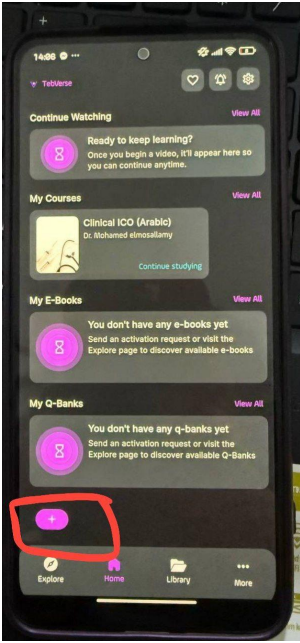 14:06
TebVerse
Continue Watching
View All
Ready to keep learning?
Once you begin a video, it'll appear here so
you can continue anytime.
My Courses
View All
Clinical ICO (Arabic)
Dr. Mohamed elmosallamy
Continue studying
My E-Books
View All
You don't have any e-books yet
Send an activation request or visit the
Explore page to discover available e-books
My Q-Banks
View All
You don't have any q-banks yet
Send an activation request or visit the
Explore page to discover available Q-Banks
+
Explore
Home
Library
More